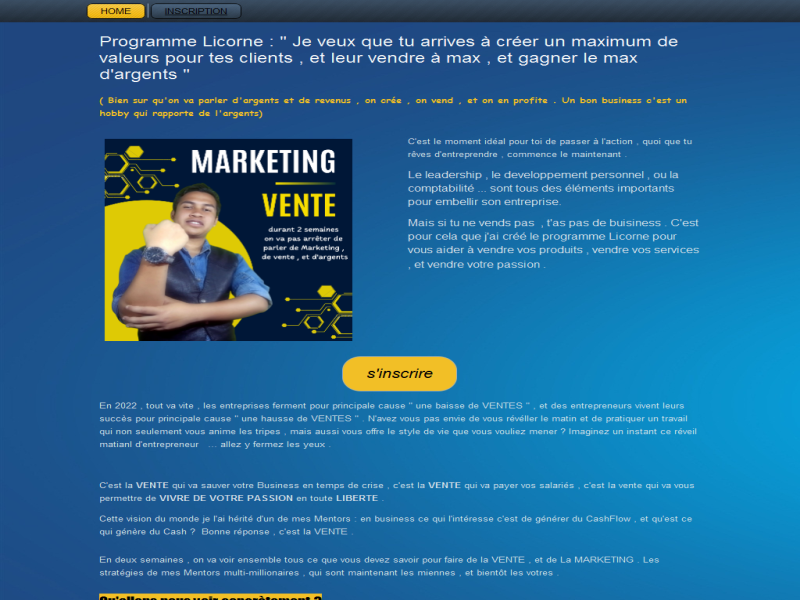 HOME
INSCRIPTION
Programme Licorne : " Je veux que tu arrives à créer un maximum de
valeurs pour tes clients , et leur vendre à max , et gagner le max
d'argents "
( Bien sur qu'on va parler d'argents et de revenus , on crée , on vend , et on en profite . Un bon business c'est un
hobby qui rapporte de l'argents)
MARKETING
VENTE
durant 2 semaines
on va pas arrêter de
parler de Marketing ,
de vente , et d'argents
C'est le moment idéal pour toi de passer à l'action , quoi que tu
rêves d'entreprendre , commence le maintenant .
Le leadership , le developpement personnel , ou la
comptabilité ... sont tous des éléments importants
pour embellir son entreprise.
Mais si tu ne vends pas , t'as pas de buisiness . C'est
pour cela que j'ai créé le programme Licorne pour
vous aider à vendre vos produits , vendre vos services
, et vendre votre passion .
s'inscrire
En 2022 , tout va vite , les entreprises ferment pour principale cause " une baisse de VENTES " , et des entrepreneurs vivent leurs
succès pour principale cause " une hausse de VENTES " . N'avez vous pas envie de vous révéller le matin et de pratiquer un travail
qui non seulement vous anime les tripes , mais aussi vous offre le style de vie que vous vouliez mener ? Imaginez un instant ce réveil
matianl d'entrepreneur ... allez y fermez les yeux .
C'est la VENTE qui va sauver votre Business en temps de crise , c'est la VENTE qui va payer vos salariés , c'est la vente qui va vous
permettre de VIVRE DE VOTRE PASSION en toute LIBERTE .
Cette vision du monde je l'ai hérité d'un de mes Mentors : en business ce qui l'intéresse c'est de générer du CashFlow , et qu'est ce
qui génère du Cash ? Bonne réponse , c'est la VENTE .
En deux semaines , on va voir ensemble tous ce que vous devez savoir pour faire de la VENTE , et de La MARKETING . Les
stratégies de mes Mentors multi-millionaires , qui sont maintenant les miennes , et bientôt les votres .
Qu'allons nous voir concrètement ?